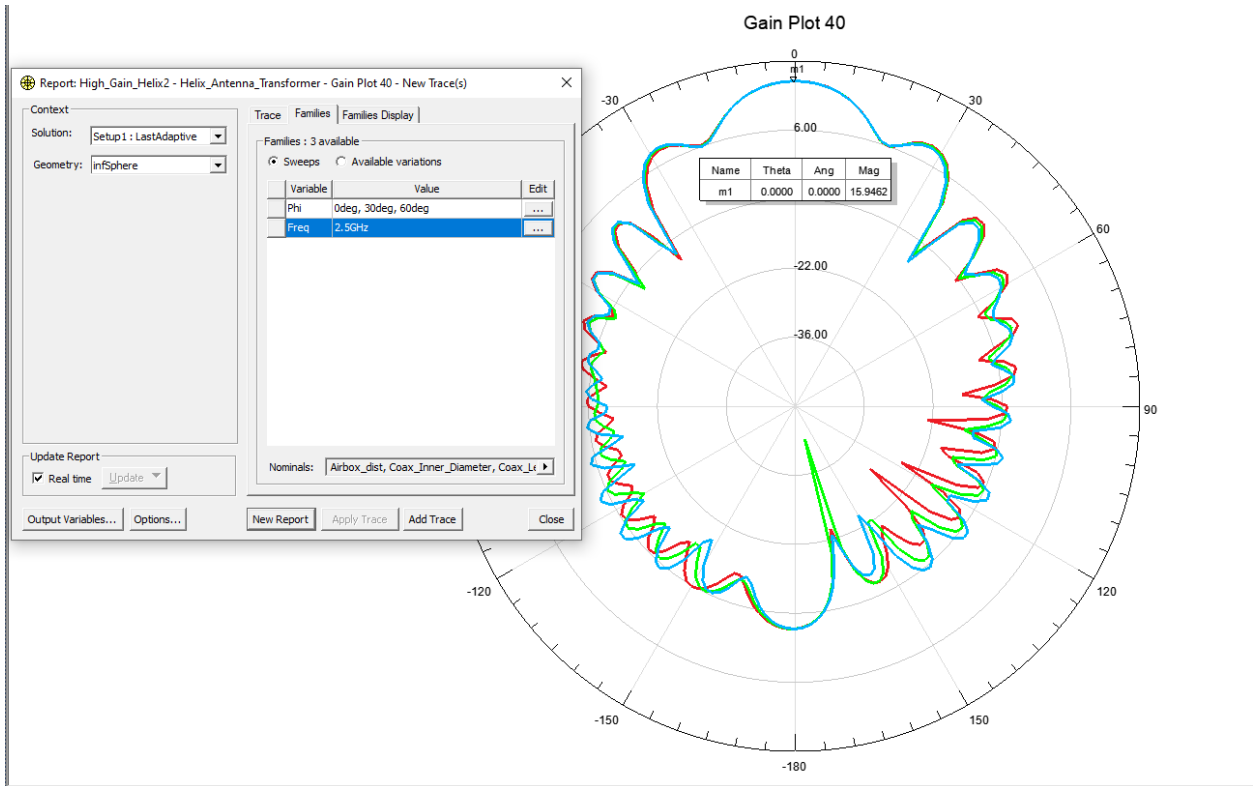 Gain Plot 40
Report: High_Gain_Helix2 - Helix_Antenna_Transformer - Gain Plot 40 - New Trace(s)
Context
Solution: Setup1 : LastAdaptive
Geometry: infSphere
Update Report
Real time Update
Trace Families Families Display
Families : 3 available
Sweeps Available variations
Variable Value Edit
Phi 0deg, 30deg, 60deg ...
Freq 2.5GHz ...
Nominals: Airbox_dist, Coax_Inner_Diameter, Coax_Le
Output Variables... Options... New Report Apply Trace Add Trace Close
0
m1
-30
30
6.00
Name Theta Ang Mag
m1 0.0000 0.0000 15.9462
60
-22.00
-36.00
90
-120
120
-150
150
-180